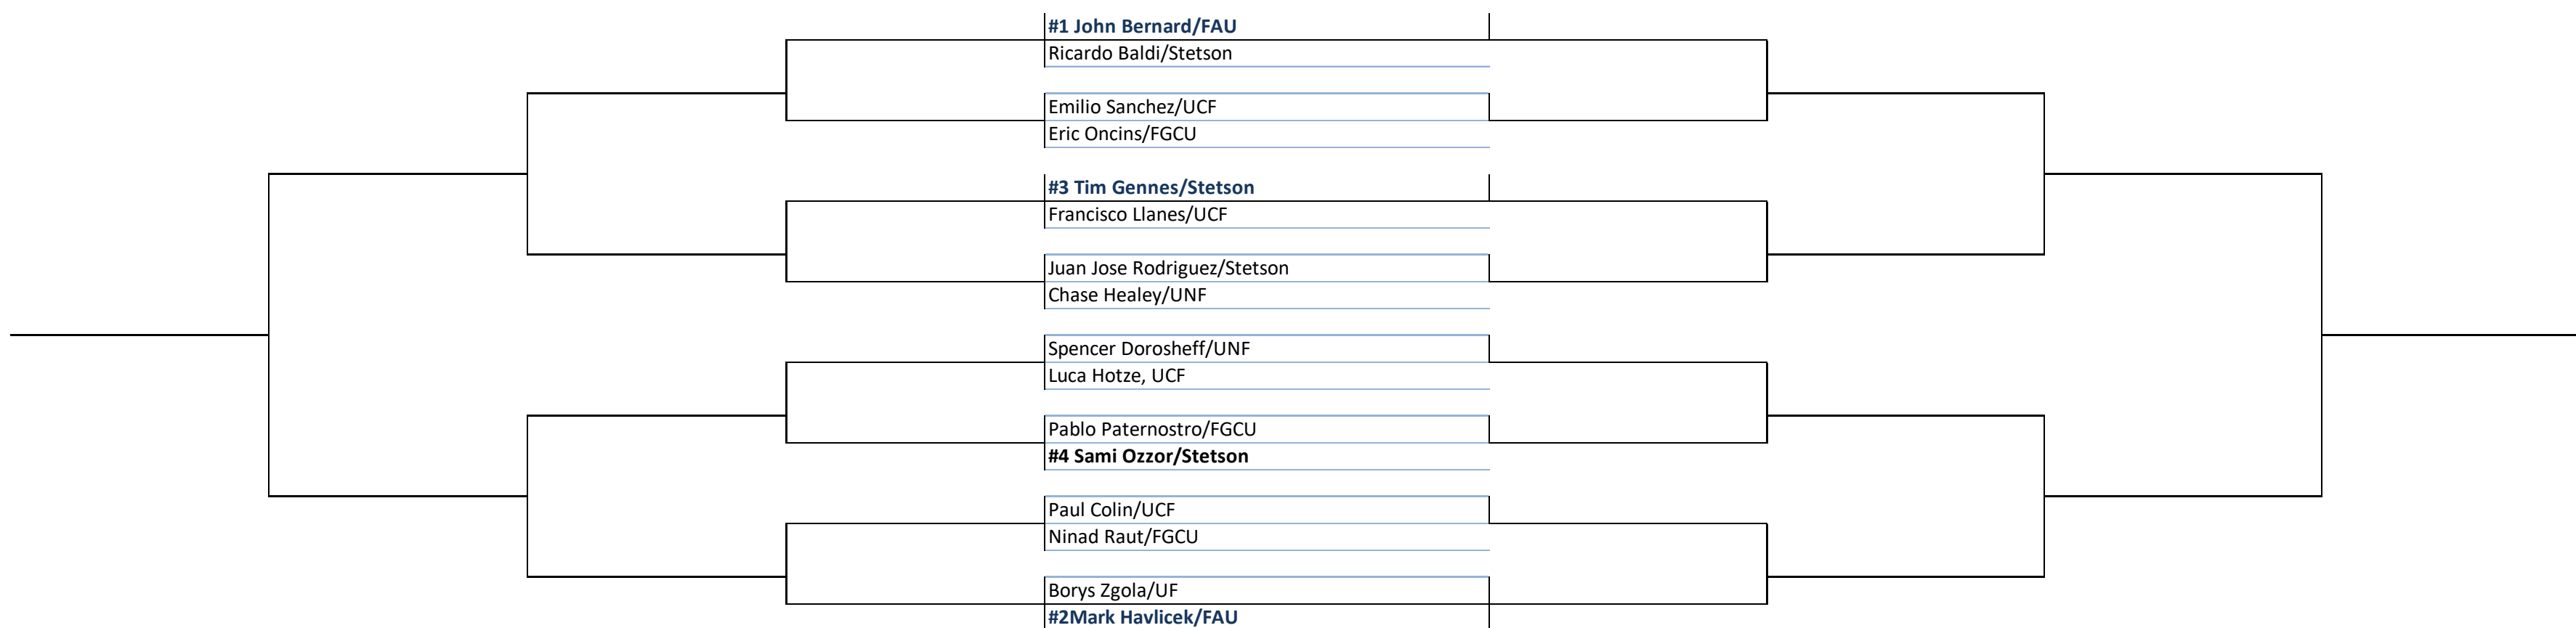 #1 John Bernard/FAU
Ricardo Baldi/Stetson
Emilio Sanchez/UCF
Eric Oncins/FGCU
#3 Tim Gennes/Stetson
Francisco Llanes/UCF
Juan Jose Rodriguez/Stetson
Chase Healey/UNF
Spencer Dorosheff/UNF
Luca Hotze, UCF
Pablo Paternostro/FGCU
#4 Sami Ozzor/Stetson
Paul Colin/UCF
Ninad Raut/FGCU
Borys Zgola/UF
#2Mark Havlicek/FAU